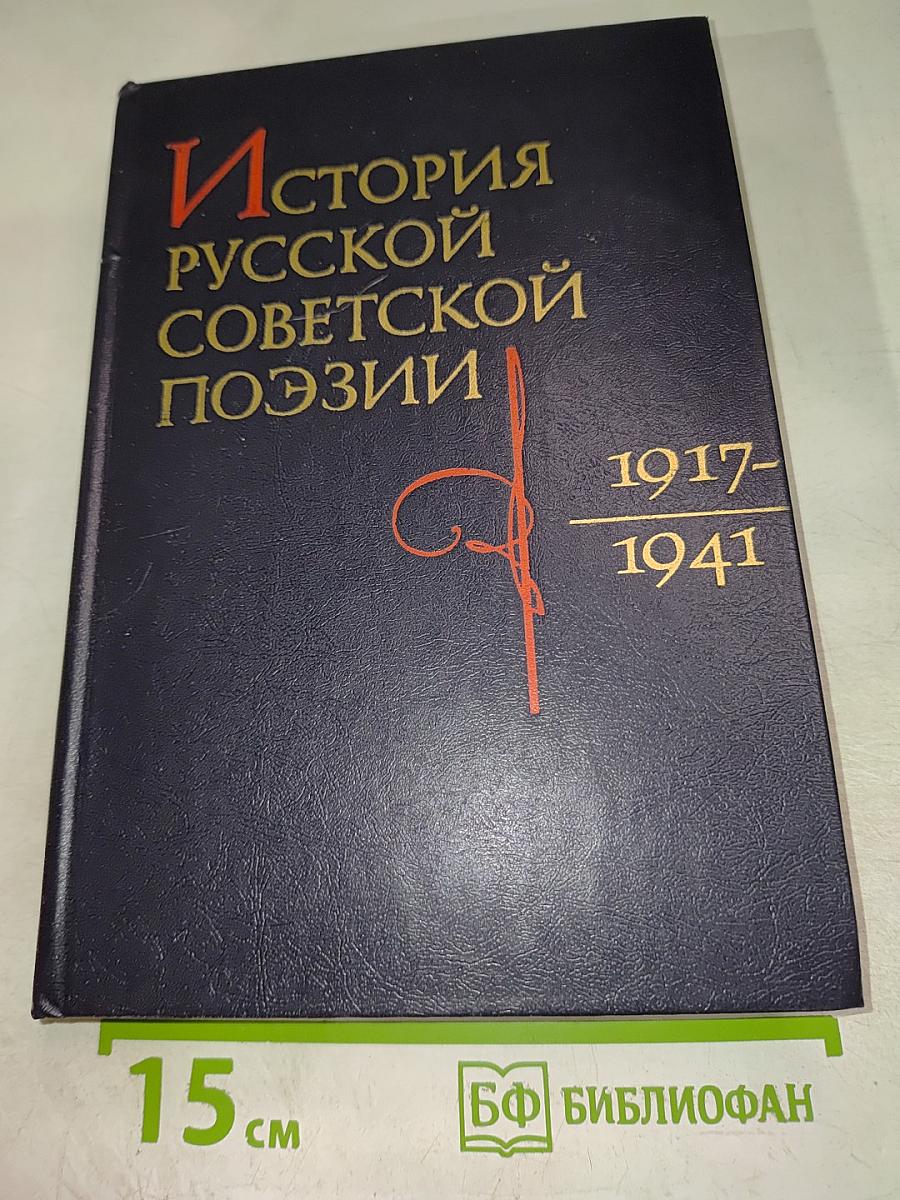 История
русской
советской
поэзии
1917-
1941
15 см
БФ БИБЛИОФАН